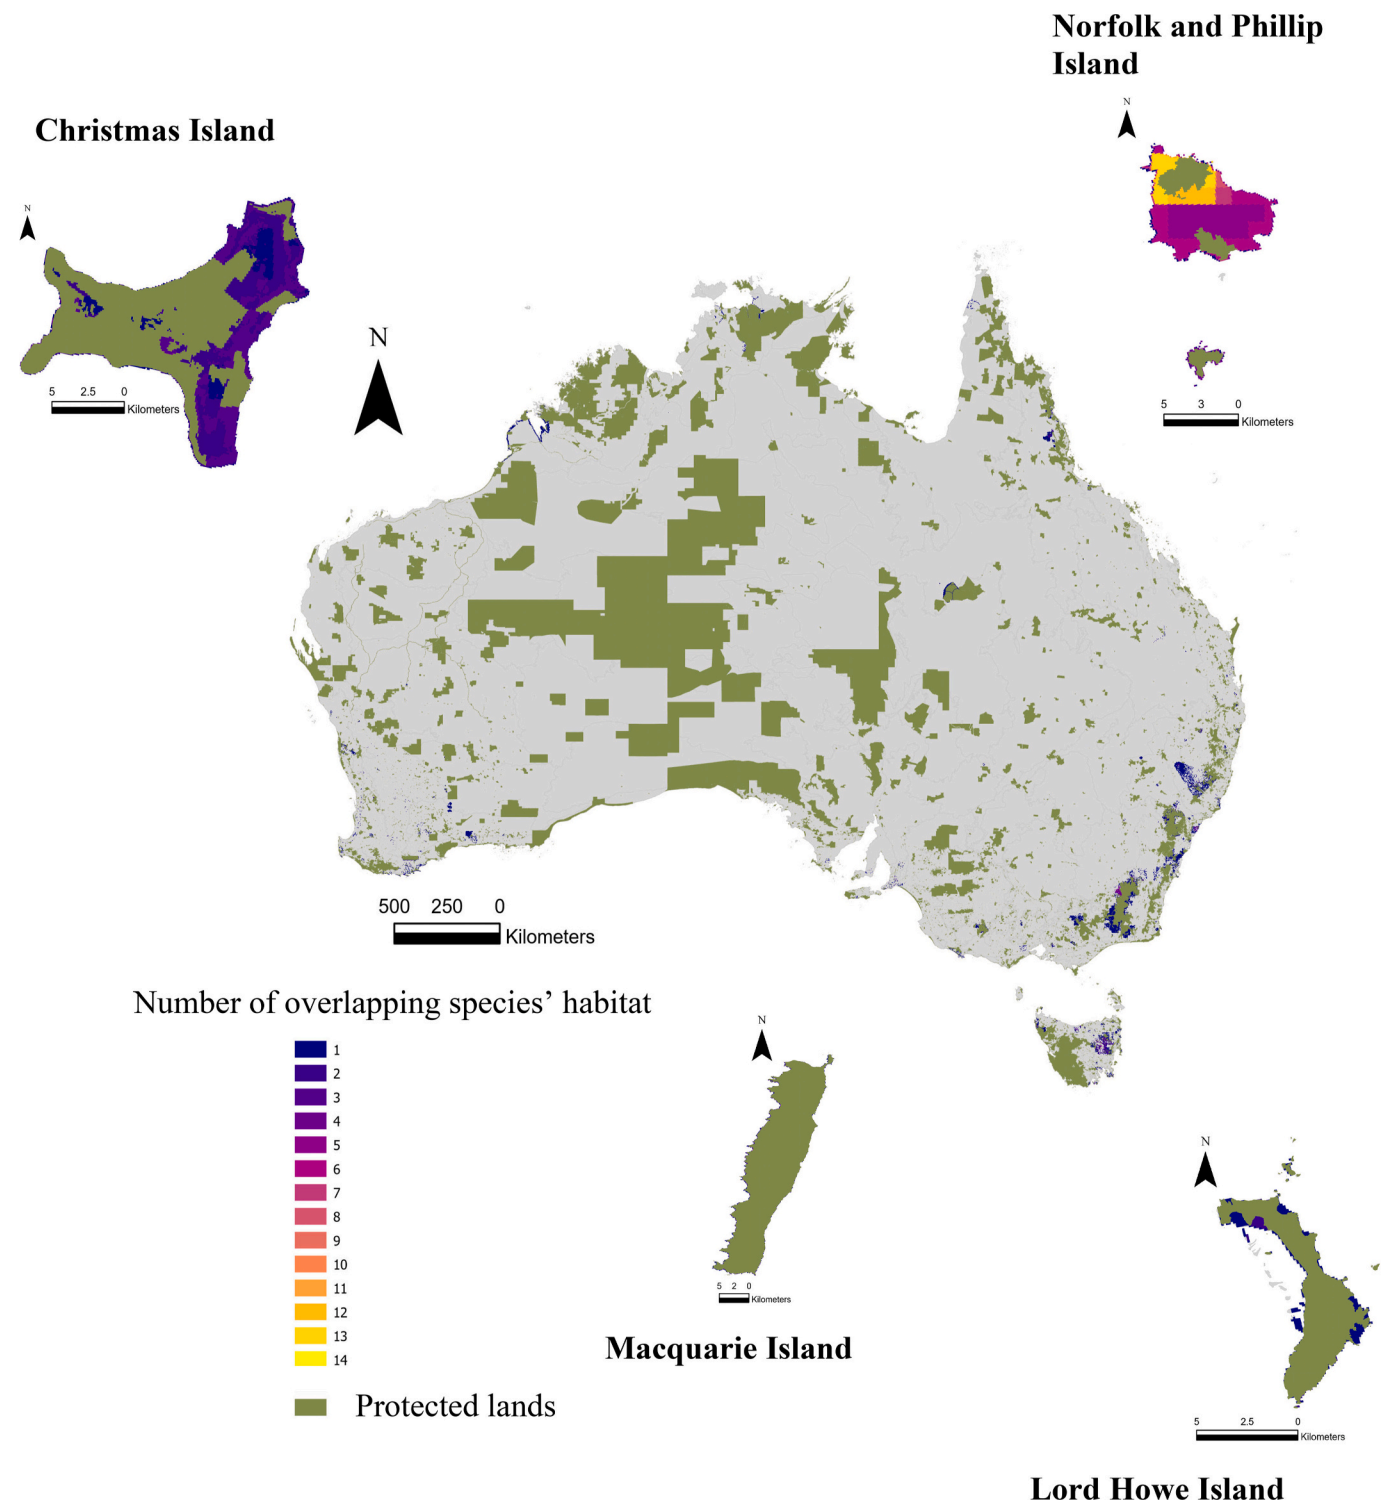 Norfolk and Phillip
Island
N
Christmas Island
N
5 2.5 0
Kilometers
N
5 3 0
Kilometers
500 250 0
Kilometers
Number of overlapping species’ habitat
1
2
3
4
5
6
7
8
9
10
11
12
13
14
Protected lands
N
5 2 0
Kilometers
Macquarie Island
N
5 2.5 0
Kilometers
Lord Howe Island